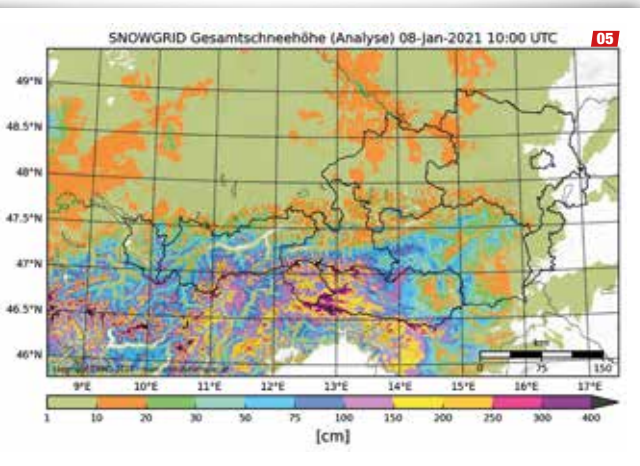 SNOWGRID Gesamtschneehöhe (Analyse) 08-Jan-2021 10:00 UTC
05
49°N
48.5°N
48°N
47.5°N
47°N
46.5°N
46°N
km
0 75 150
9°E 10°E 11°E 12°E 13°E 14°E 15°E 16°E 17°E
1 10 20 30 50 75 100 150 200 250 300 400
[cm]